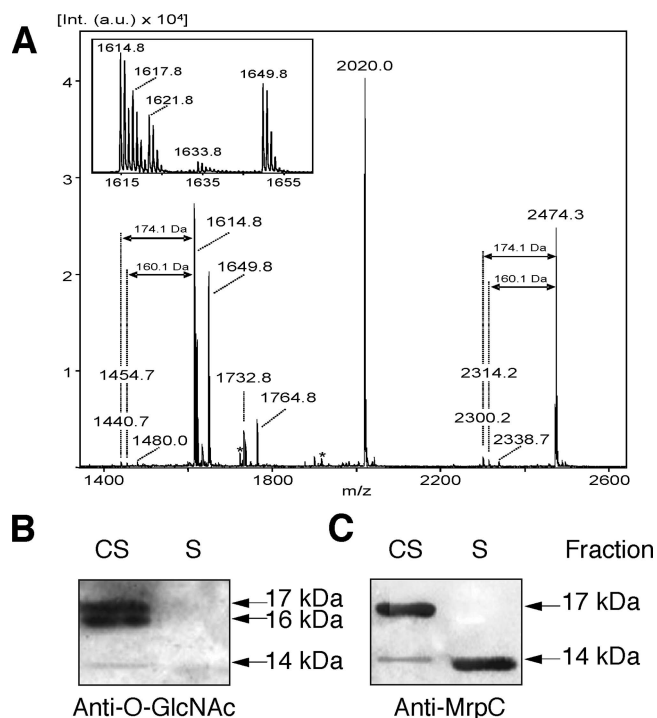 [Int. (a.u.) x 10⁴]
A
1614.8
1617.8
1621.8
1633.8
1649.8
1615 1635 1655
2020.0
4
3
2
1
174.1 Da
160.1 Da
1614.8
1649.8
2474.3
174.1 Da
160.1 Da
1454.7
1440.7
1480.0
1732.8
1764.8
2314.2
2300.2
2338.7
* *
1400 1800 2200 2600
m/z
B C
CS S CS S Fraction
17 kDa 17 kDa
16 kDa
14 kDa 14 kDa
Anti-O-GlcNAc Anti-MrpC